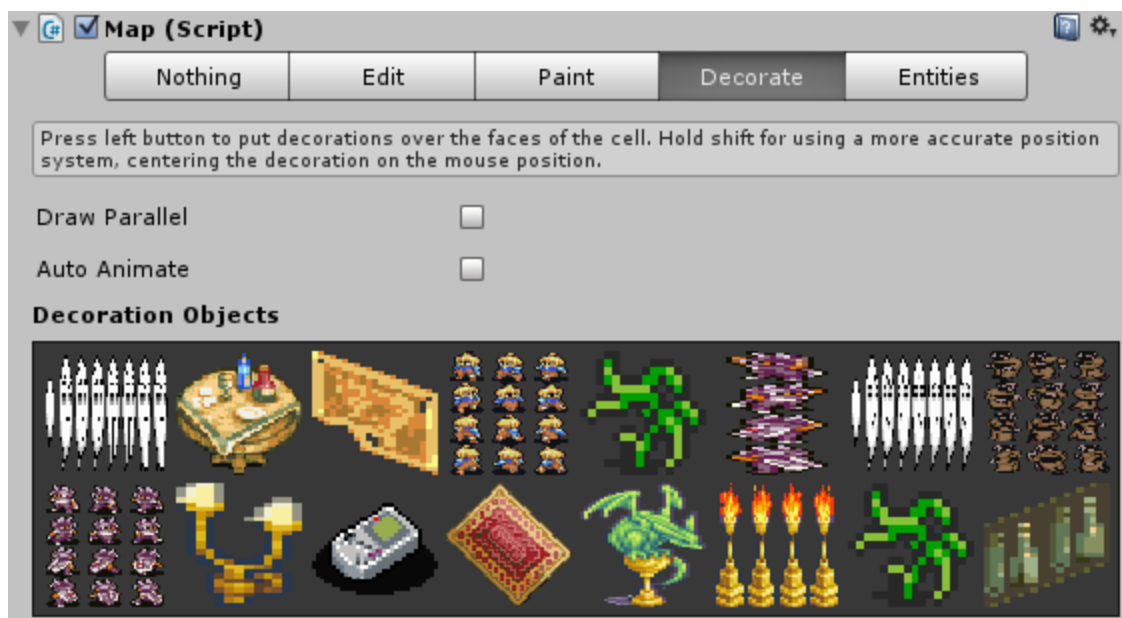 Map (Script)
Nothing Edit Paint Decorate Entities
Press left button to put decorations over the faces of the cell. Hold shift for using a more accurate position
system, centering the decoration on the mouse position.
Draw Parallel
Auto Animate
Decoration Objects